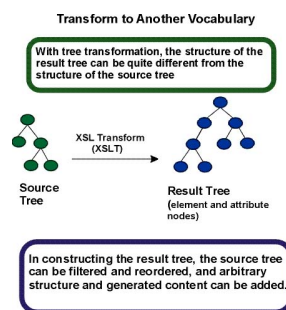 Transform to Another Vocabulary
With tree transformation, the structure of the
result tree can be quite different from the
structure of the source tree
XSL Transform
(XSLT)
Source
Tree
Result Tree
(element and attribute
nodes)
In constructing the result tree, the source tree
can be filtered and reordered, and arbitrary
structure and generated content can be added.